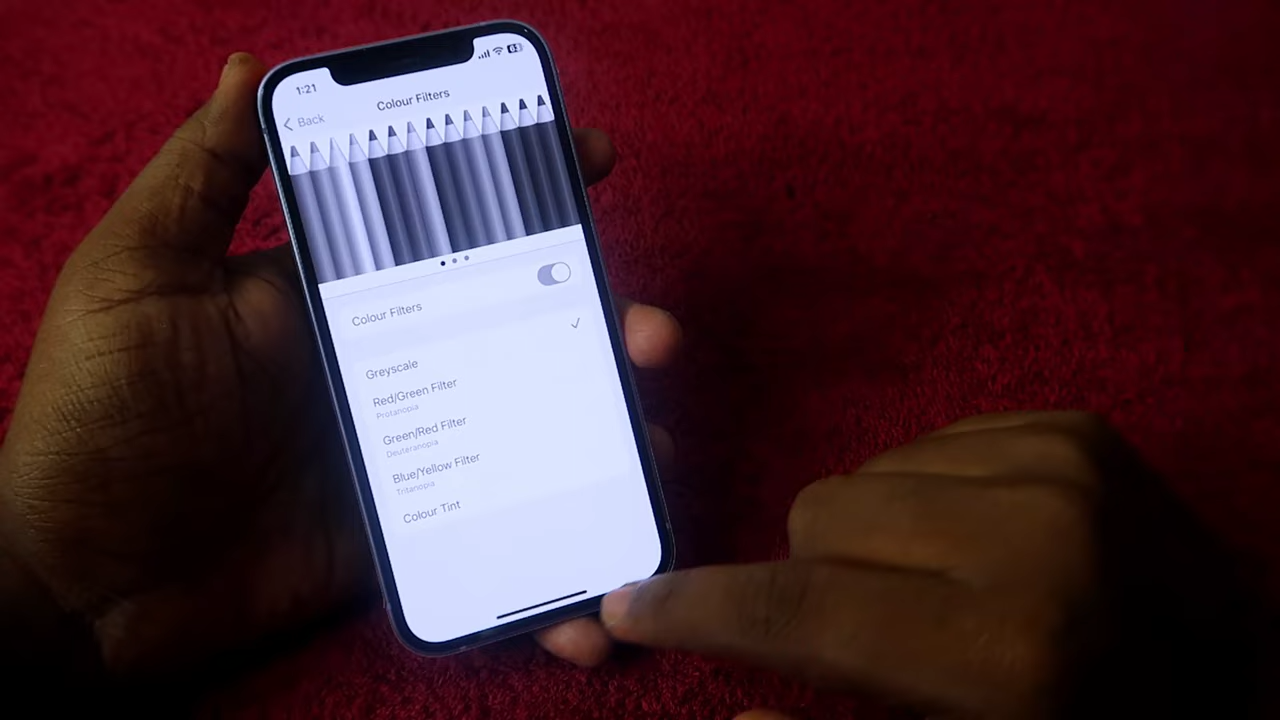 1:21
63
Colour Filters
Back
Colour Filters
Greyscale
Red/Green Filter
Protanopia
Green/Red Filter
Deuteranopia
Blue/Yellow Filter
Tritanopia
Colour Tint